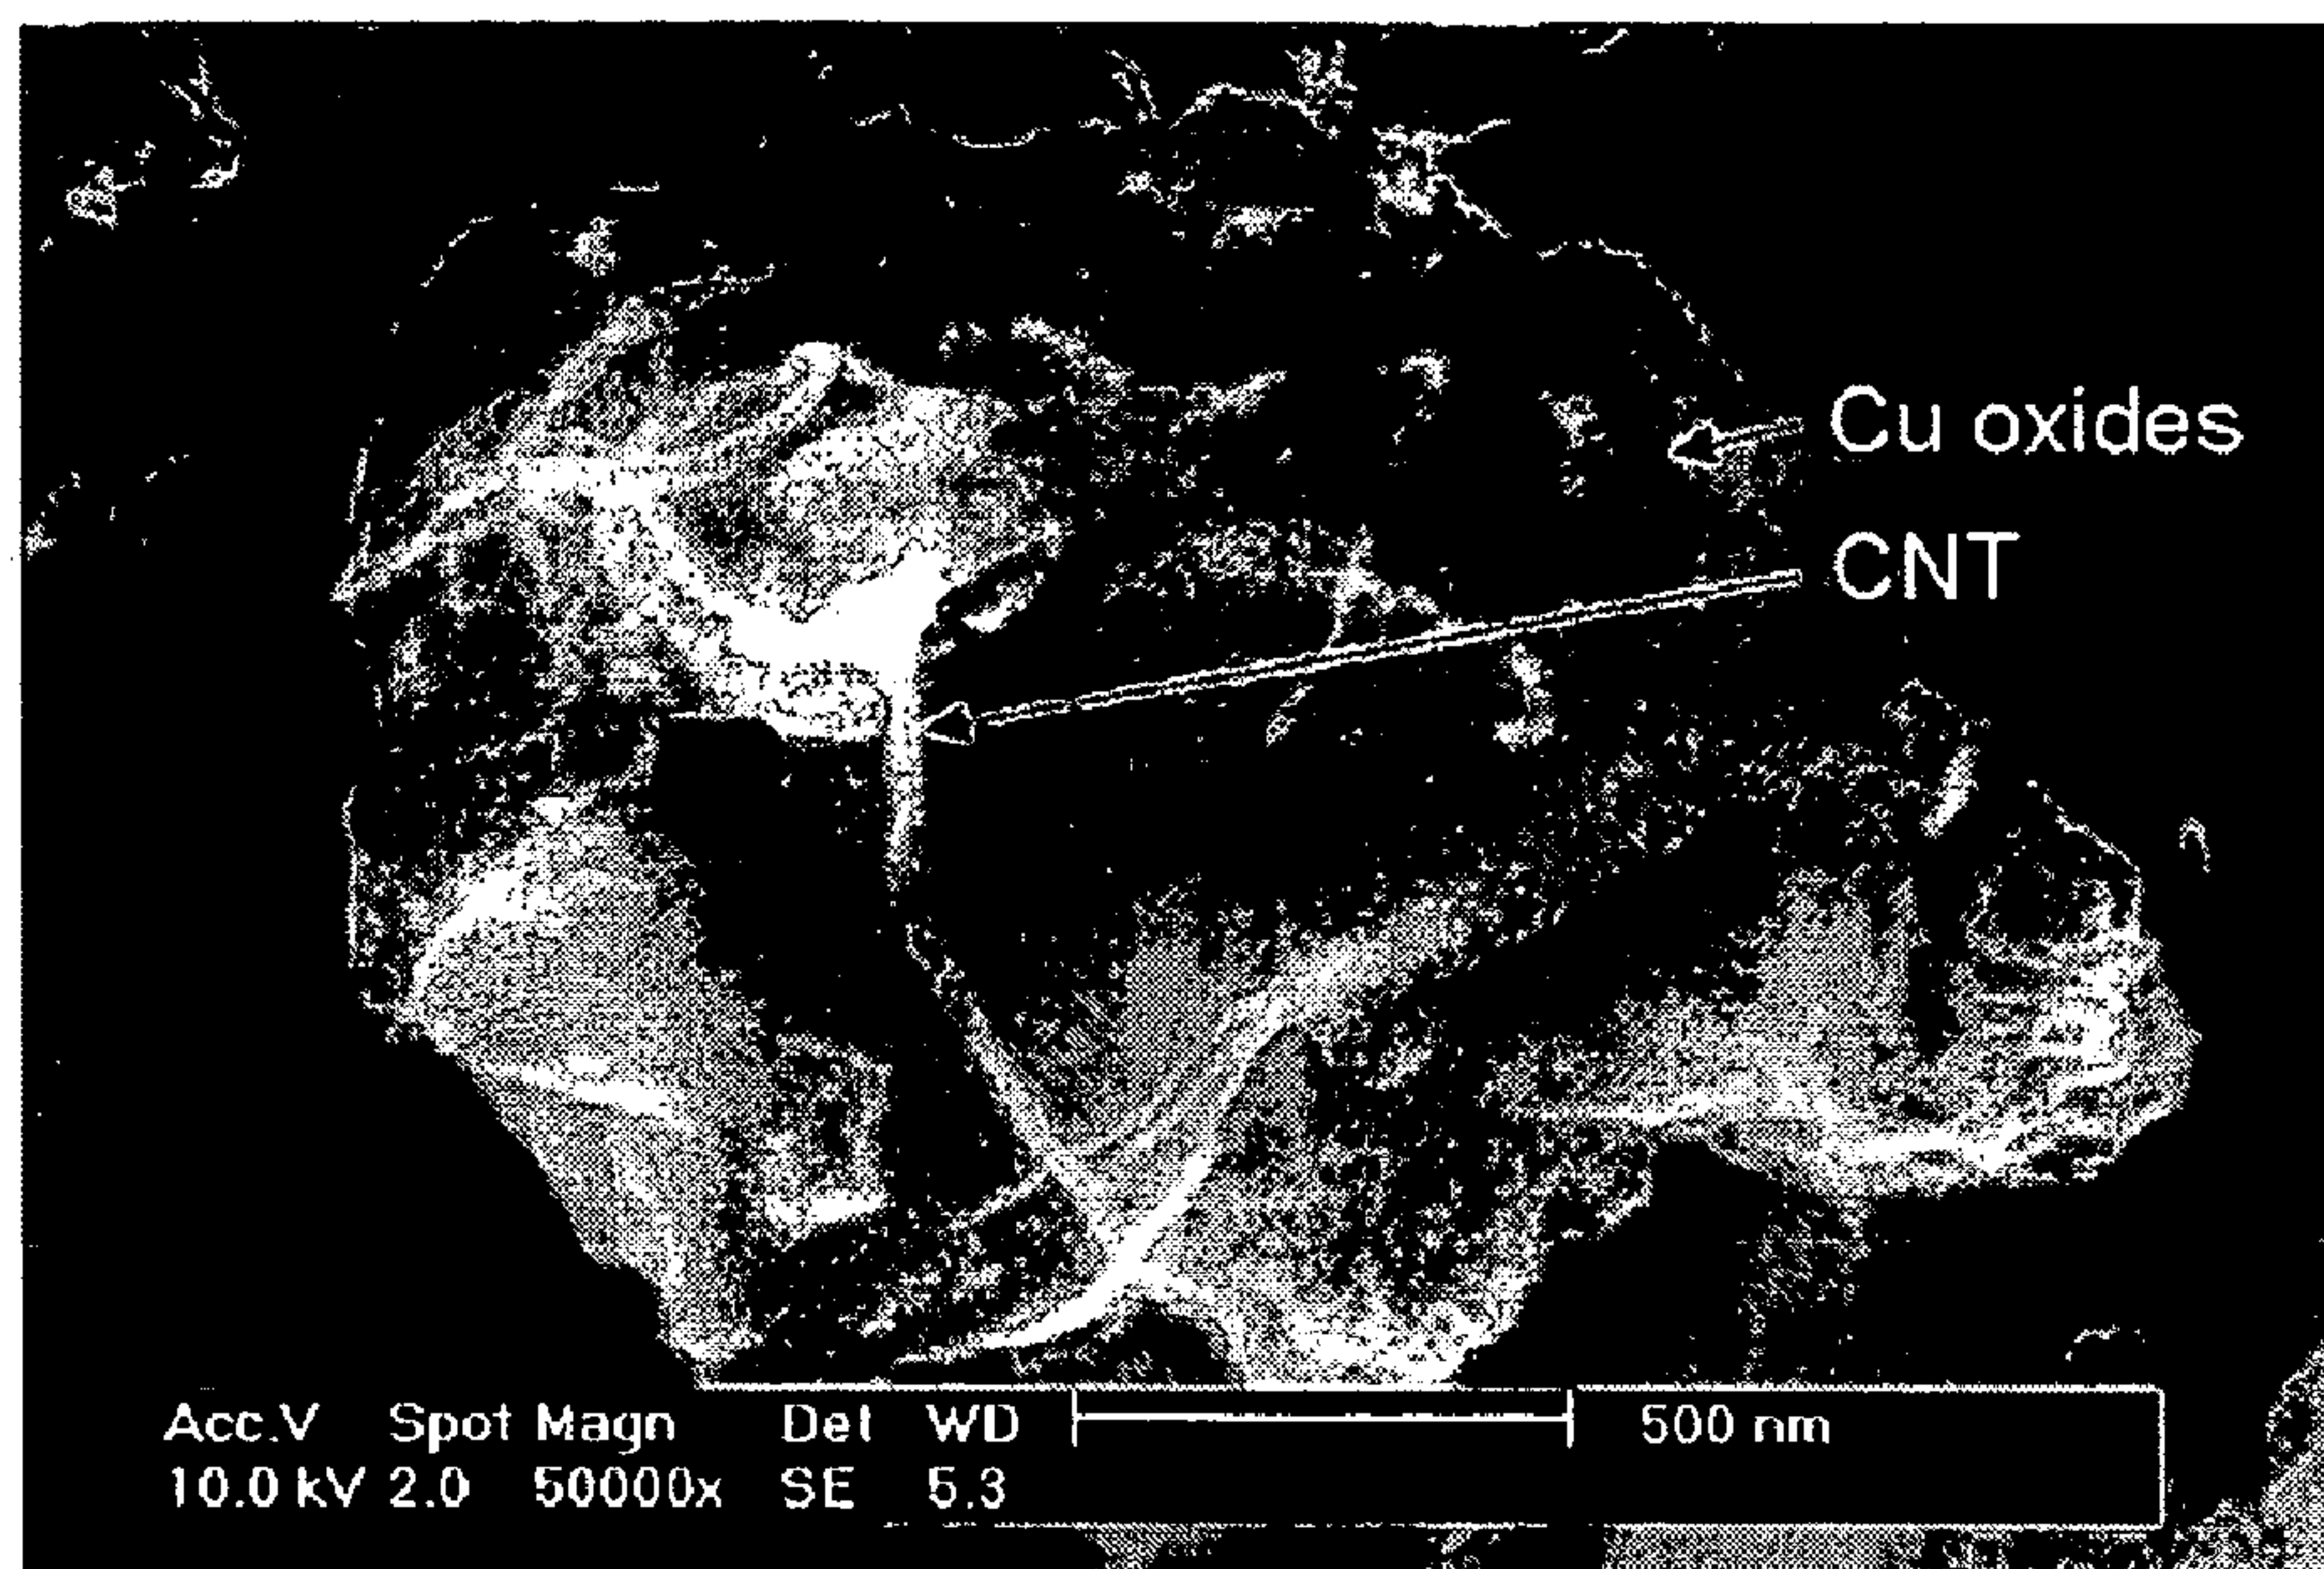 Cu oxides
CNT
Acc.V Spot Magn Det WD 500 nm
10.0 kV 2.0 50000x SE 5.3